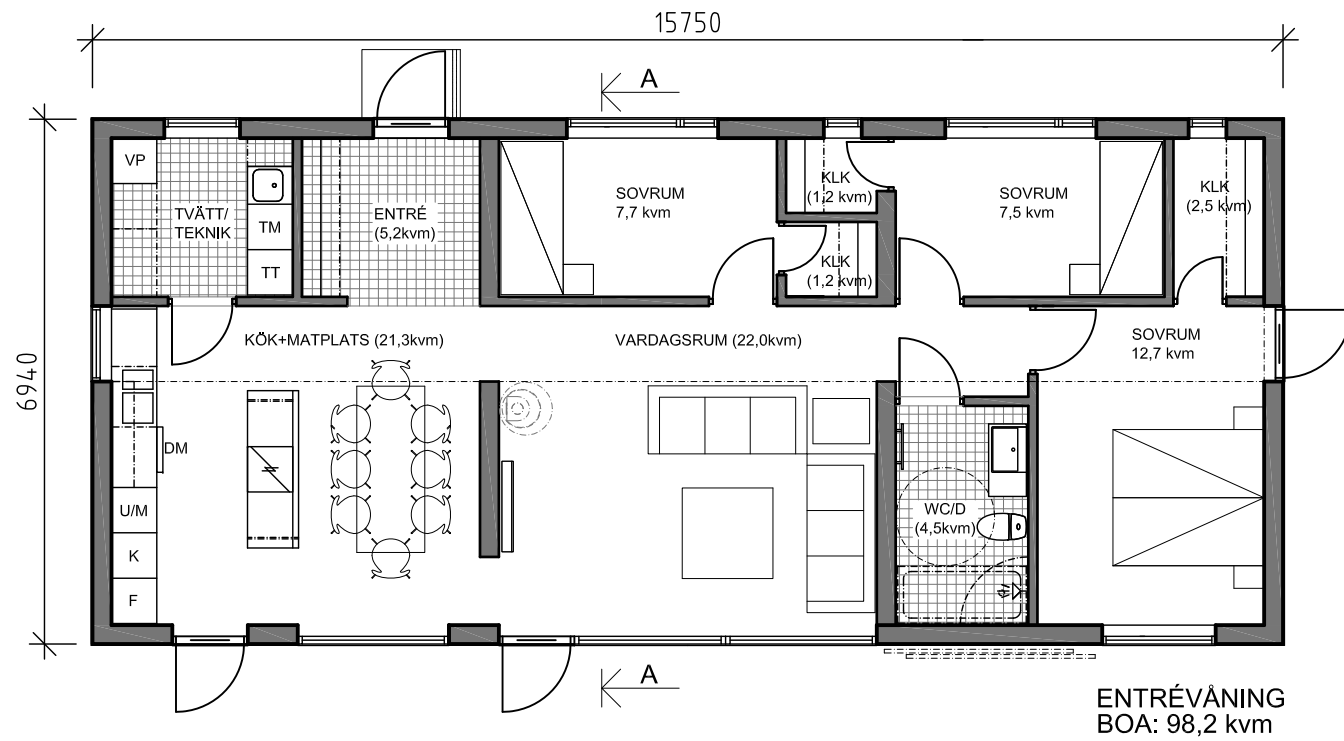 15750
A
6940
VP
TVÄTT/
TEKNIK
TM
TT
ENTRÉ
(5,2kvm)
SOVRUM
7,7 kvm
KLK
(1,2 kvm)
KLK
(1,2 kvm)
SOVRUM
7,5 kvm
KLK
(2,5 kvm)
KÖK+MATPLATS (21,3kvm)
VARDAGSRUM (22,0kvm)
SOVRUM
12,7 kvm
DM
U/M
K
F
WC/D
(4,5kvm)
A
ENTRÉVÅNING
BOA: 98,2 kvm